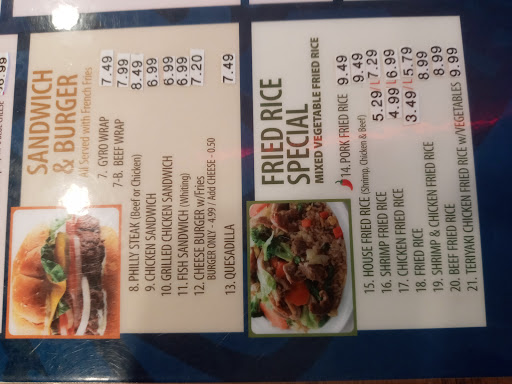 SANDWICH
& BURGER
All Served with French Fries
7. GYRO WRAP 7.49
7-B. BEEF WRAP 7.99
8. PHILLY STEAK (Beef or Chicken) 8.49
9. CHICKEN SANDWICH 6.99
10. GRILLED CHICKEN SANDWICH 6.99
11. FISH SANDWICH (Whiting) 6.99
12. CHEESE BURGER w/Fries 7.20
BURGER ONLY - 4.99 / Add CHEESE - 0.50
13. QUESADILLA 7.49
FRIED RICE
SPECIAL
MIXED VEGETABLE FRIED RICE
14. PORK FRIED RICE 9.49
15. HOUSE FRIED RICE (Shrimp, Chicken & Beef) 9.49
16. SHRIMP FRIED RICE 5.29/L7.29
17. CHICKEN FRIED RICE 4.99/L6.99
18. FRIED RICE 3.49/L5.79
19. SHRIMP & CHICKEN FRIED RICE 8.99
20. BEEF FRIED RICE 8.99
21. TERIYAKI CHICKEN FRIED RICE w/VEGETABLES 9.99